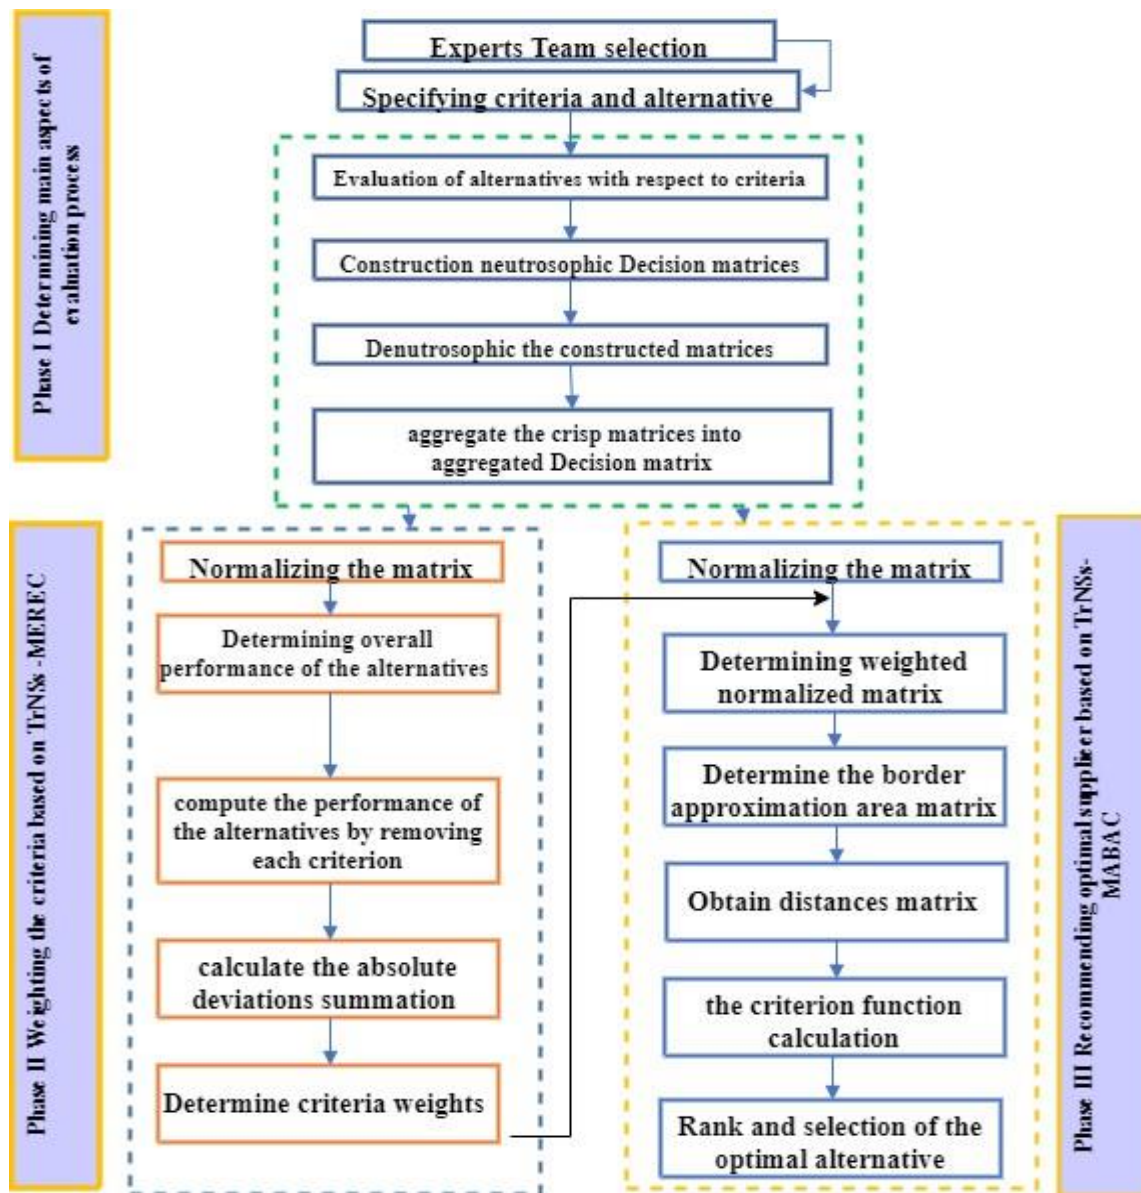 Phase I Determining main aspects of
evaluation process
Experts Team selection
Specifying criteria and alternative
Evaluation of alternatives with respect to criteria
Construction neutrosophic Decision matrices
Denutrosophic the constructed matrices
aggregate the crisp matrices into
aggregated Decision matrix
Phase II Weighting the criteria based on TrNSs -MEREC
Normalizing the matrix
Determining overall
performance of the alternatives
compute the performance of
the alternatives by removing
each criterion
calculate the absolute
deviations summation
Determine criteria weights
Normalizing the matrix
Determining weighted
normalized matrix
Determine the border
approximation area matrix
Obtain distances matrix
the criterion function
calculation
Rank and selection of the
optimal alternative
Phase III Recommending optimal supplieer based on TrNSs-
MABAC